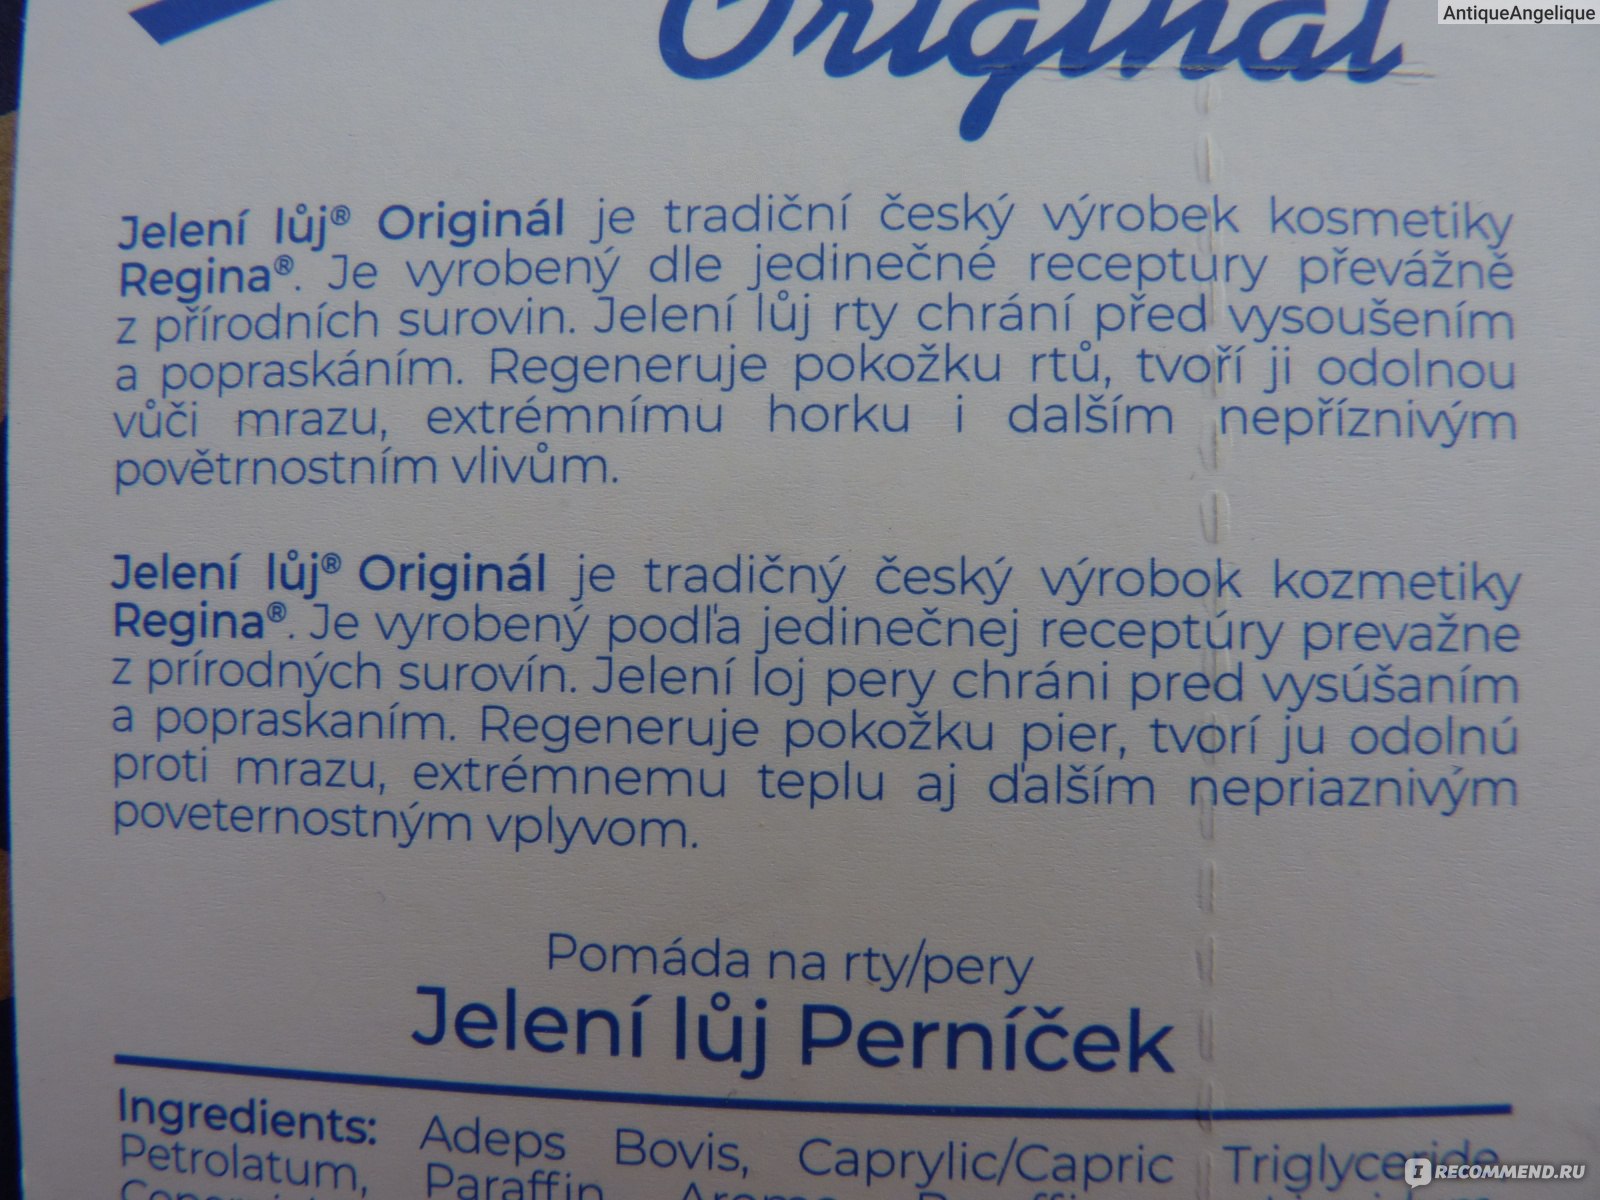 AntiqueAngelique
Originál
Jelení lůj® Originál je tradiční český výrobek kosmetiky
Regina®. Je vyrobený dle jedinečné receptury převážně
z přírodních surovin. Jelení lůj rty chrání před vysoušením
a popraskáním. Regeneruje pokožku rtů, tvoří ji odolnou
vůči mrazu, extrémnímu horku i dalším nepříznivým
povětrnostním vlivům.
Jelení lůj® Originál je tradičný český výrobok kozmetiky
Regina®. Je vyrobený podľa jedinečnej receptúry prevažne
z prírodných surovín. Jelení loj pery chráni pred vysúšaním
a popraskaním. Regeneruje pokožku pier, tvorí ju odolnú
proti mrazu, extrémnemu teplu aj ďalším nepriaznivým
poveternostným vplyvom.
Pomáda na rty/pery
Jelení lůj Perníček
Ingredients: Adeps Bovis, Caprylic/Capric Triglyceride,
Petrolatum, Paraffin,
IRECOMMEND.RU